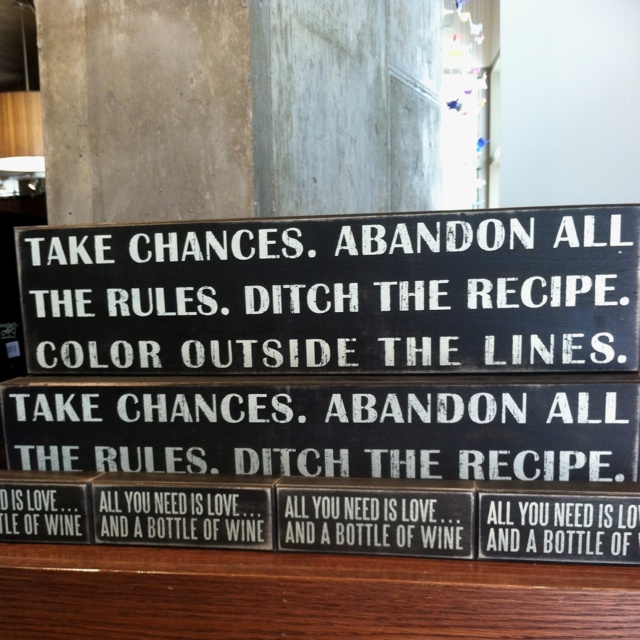 TAKE CHANCES. ABANDON ALL
THE RULES. DITCH THE RECIPE.
COLOR OUTSIDE THE LINES.
TAKE CHANCES. ABANDON ALL
THE RULES. DITCH THE RECIPE.
D IS LOVE...
TLE OF WINE
ALL YOU NEED IS LOVE...
AND A BOTTLE OF WINE
ALL YOU NEED IS LOVE...
AND A BOTTLE OF WINE
ALL YOU NEED IS LOV
AND A BOTTLE OF